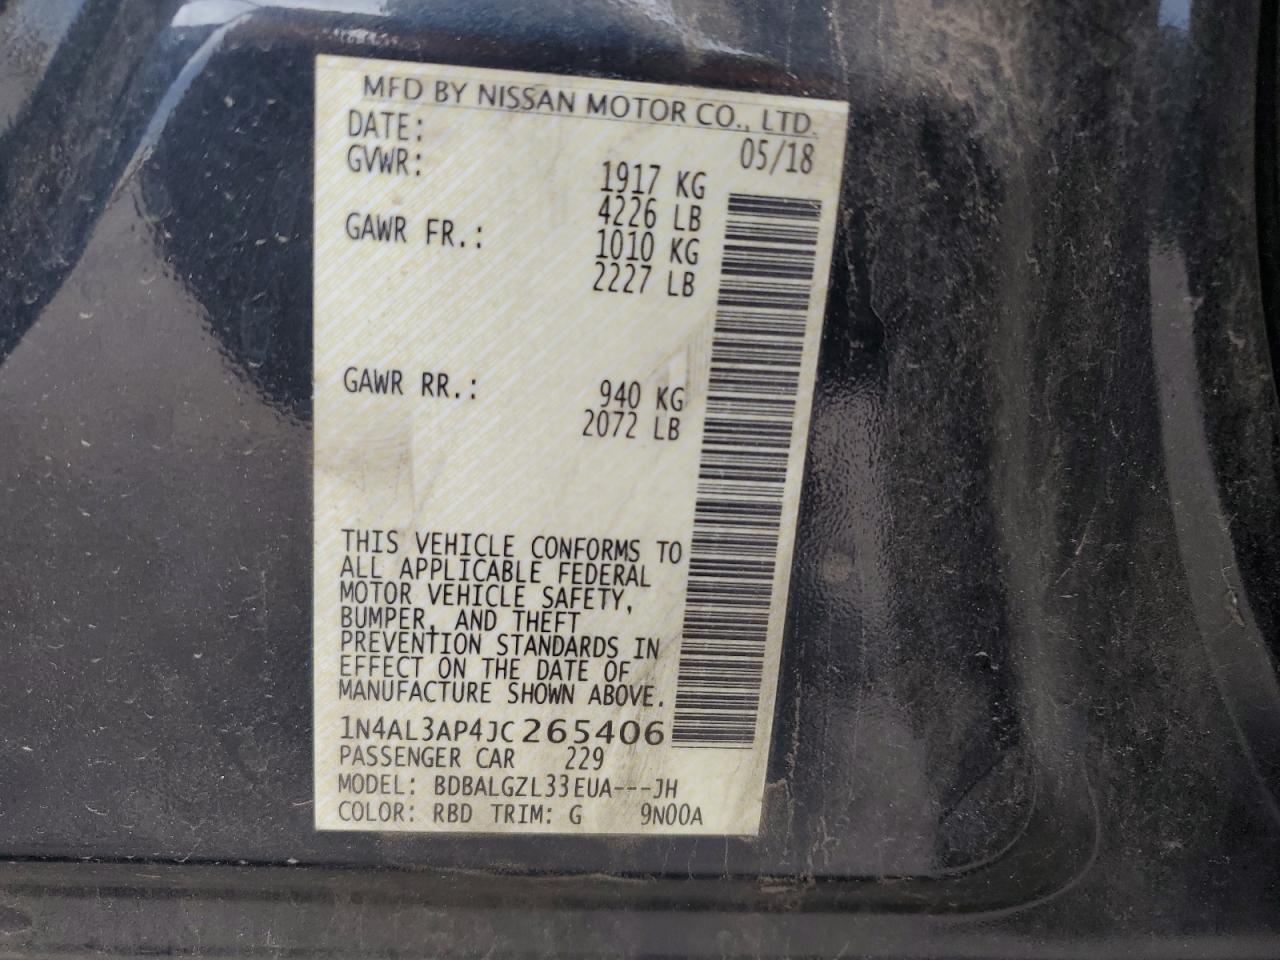 MFD BY NISSAN MOTOR CO., LTD.
DATE: 05/18
GVWR: 1917 KG
4226 LB
GAWR FR.: 1010 KG
2227 LB
GAWR RR.: 940 KG
2072 LB
THIS VEHICLE CONFORMS TO
ALL APPLICABLE FEDERAL
MOTOR VEHICLE SAFETY,
BUMPER, AND THEFT
PREVENTION STANDARDS IN
EFFECT ON THE DATE OF
MANUFACTURE SHOWN ABOVE.
1N4AL3AP4JC265406
PASSENGER CAR 229
MODEL: BDBALGZL33EUA---JH
COLOR: RBD TRIM: G 9N00A